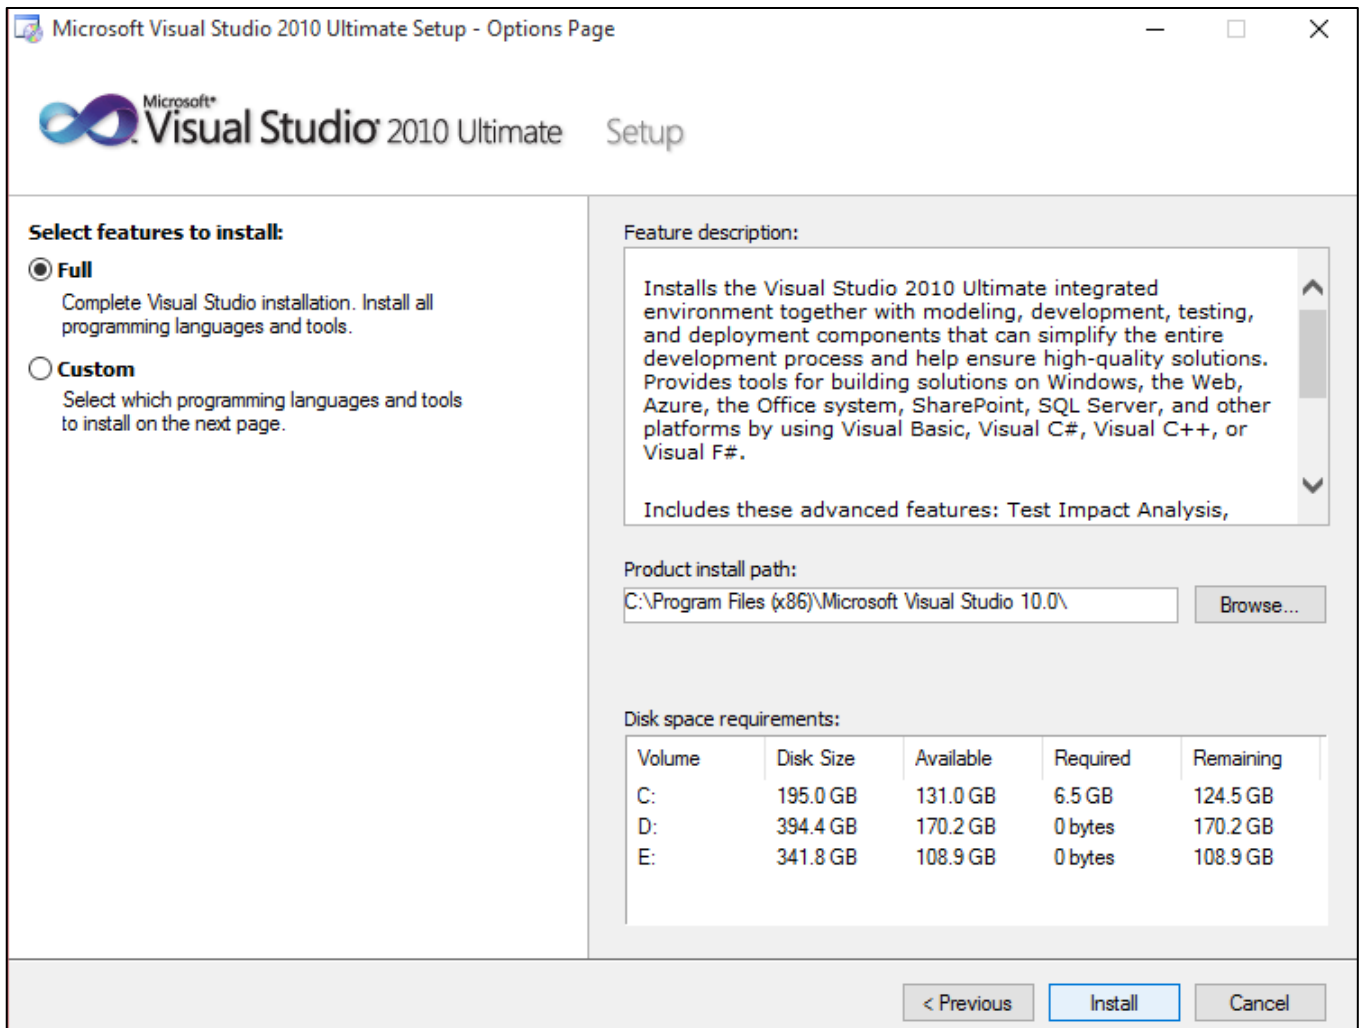 Microsoft Visual Studio 2010 Ultimate Setup - Options Page
Microsoft®
Visual Studio® 2010 Ultimate Setup
Select features to install:
Full
Complete Visual Studio installation. Install all
programming languages and tools.
Custom
Select which programming languages and tools
to install on the next page.
Feature description:
Installs the Visual Studio 2010 Ultimate integrated
environment together with modeling, development, testing,
and deployment components that can simplify the entire
development process and help ensure high-quality solutions.
Provides tools for building solutions on Windows, the Web,
Azure, the Office system, SharePoint, SQL Server, and other
platforms by using Visual Basic, Visual C#, Visual C++, or
Visual F#.
Includes these advanced features: Test Impact Analysis,
Product install path:
C:\Program Files (x86)\Microsoft Visual Studio 10.0\
Browse...
Disk space requirements:
Volume Disk Size Available Required Remaining
C: 195.0 GB 131.0 GB 6.5 GB 124.5 GB
D: 394.4 GB 170.2 GB 0 bytes 170.2 GB
E: 341.8 GB 108.9 GB 0 bytes 108.9 GB
< Previous Install Cancel